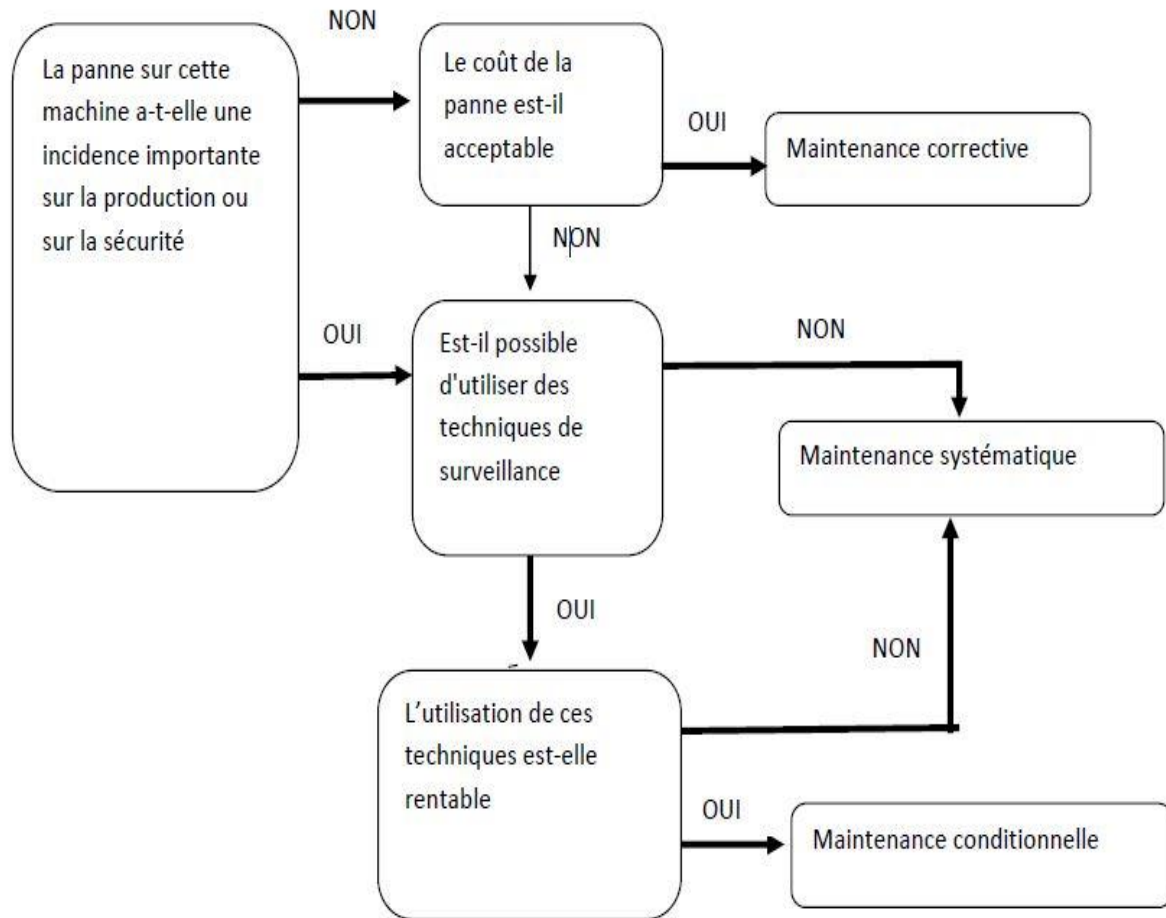 La panne sur cette
machine a-t-elle une
incidence importante
sur la production ou
sur la sécurité
NON
Le coût de la
panne est-il
acceptable
OUI
Maintenance corrective
NON
OUI
Est-il possible
d'utiliser des
techniques de
surveillance
NON
Maintenance systématique
OUI
NON
L'utilisation de ces
techniques est-elle
rentable
OUI
Maintenance conditionnelle